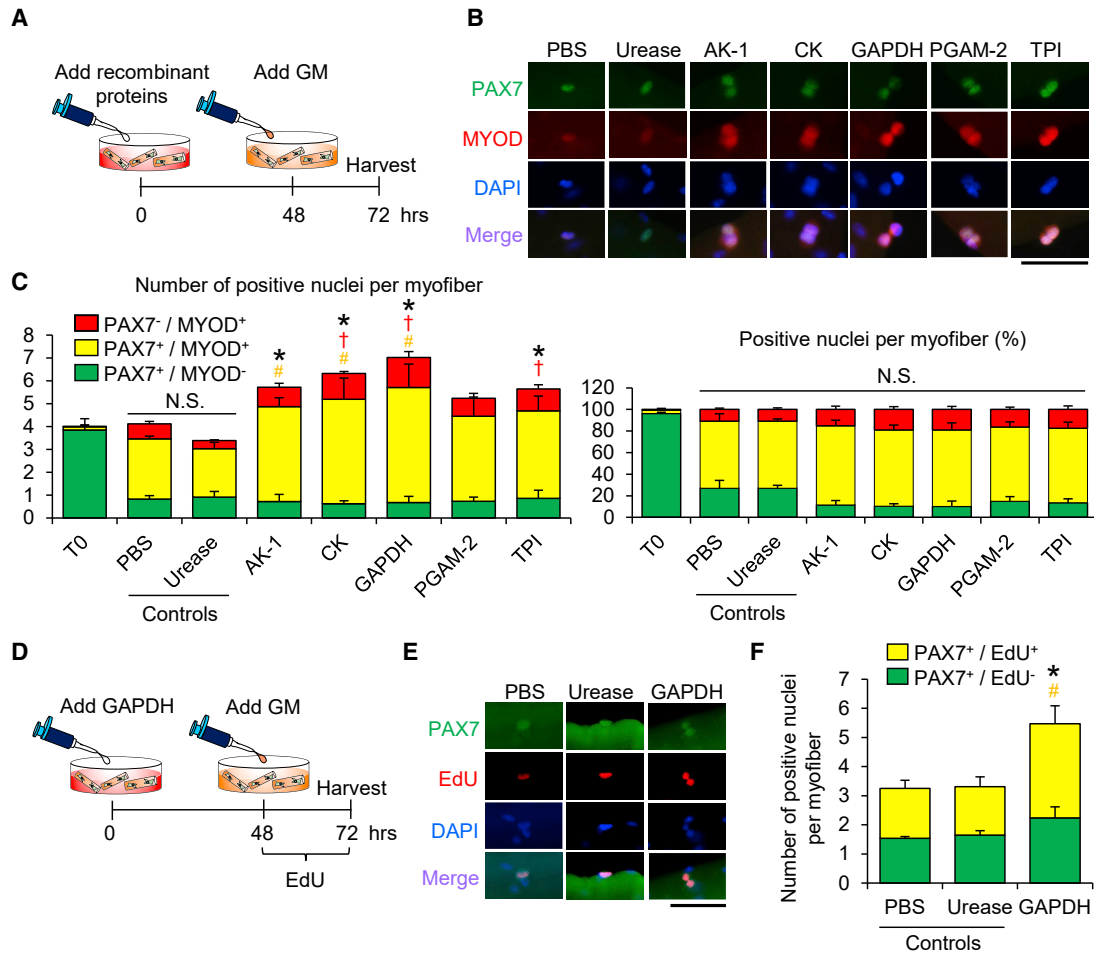 A
Add recombinant
proteins
Add GM
Harvest
0 48 72 hrs
B
PBS Urease AK-1 CK GAPDH PGAM-2 TPI
PAX7
MYOD
DAPI
Merge
C
Number of positive nuclei per myofiber
PAX7⁻ / MYOD⁺
PAX7⁺ / MYOD⁺
PAX7⁺ / MYOD⁻
8
7
6
5
4
3
2
1
0
N.S.
*
#
*
†
#
*
†
#
*
†
T0 PBS Urease AK-1 CK GAPDH PGAM-2 TPI
Controls
Positive nuclei per myofiber (%)
N.S.
120
100
80
60
40
20
0
T0 PBS Urease AK-1 CK GAPDH PGAM-2 TPI
Controls
D
Add GAPDH
Add GM
Harvest
0 48 72 hrs
EdU
E
PBS Urease GAPDH
PAX7
EdU
DAPI
Merge
F
PAX7⁺ / EdU⁺
PAX7⁺ / EdU⁻
Number of positive nuclei
per myofiber
7
6
5
4
3
2
1
0
*
#
PBS Urease GAPDH
Controls